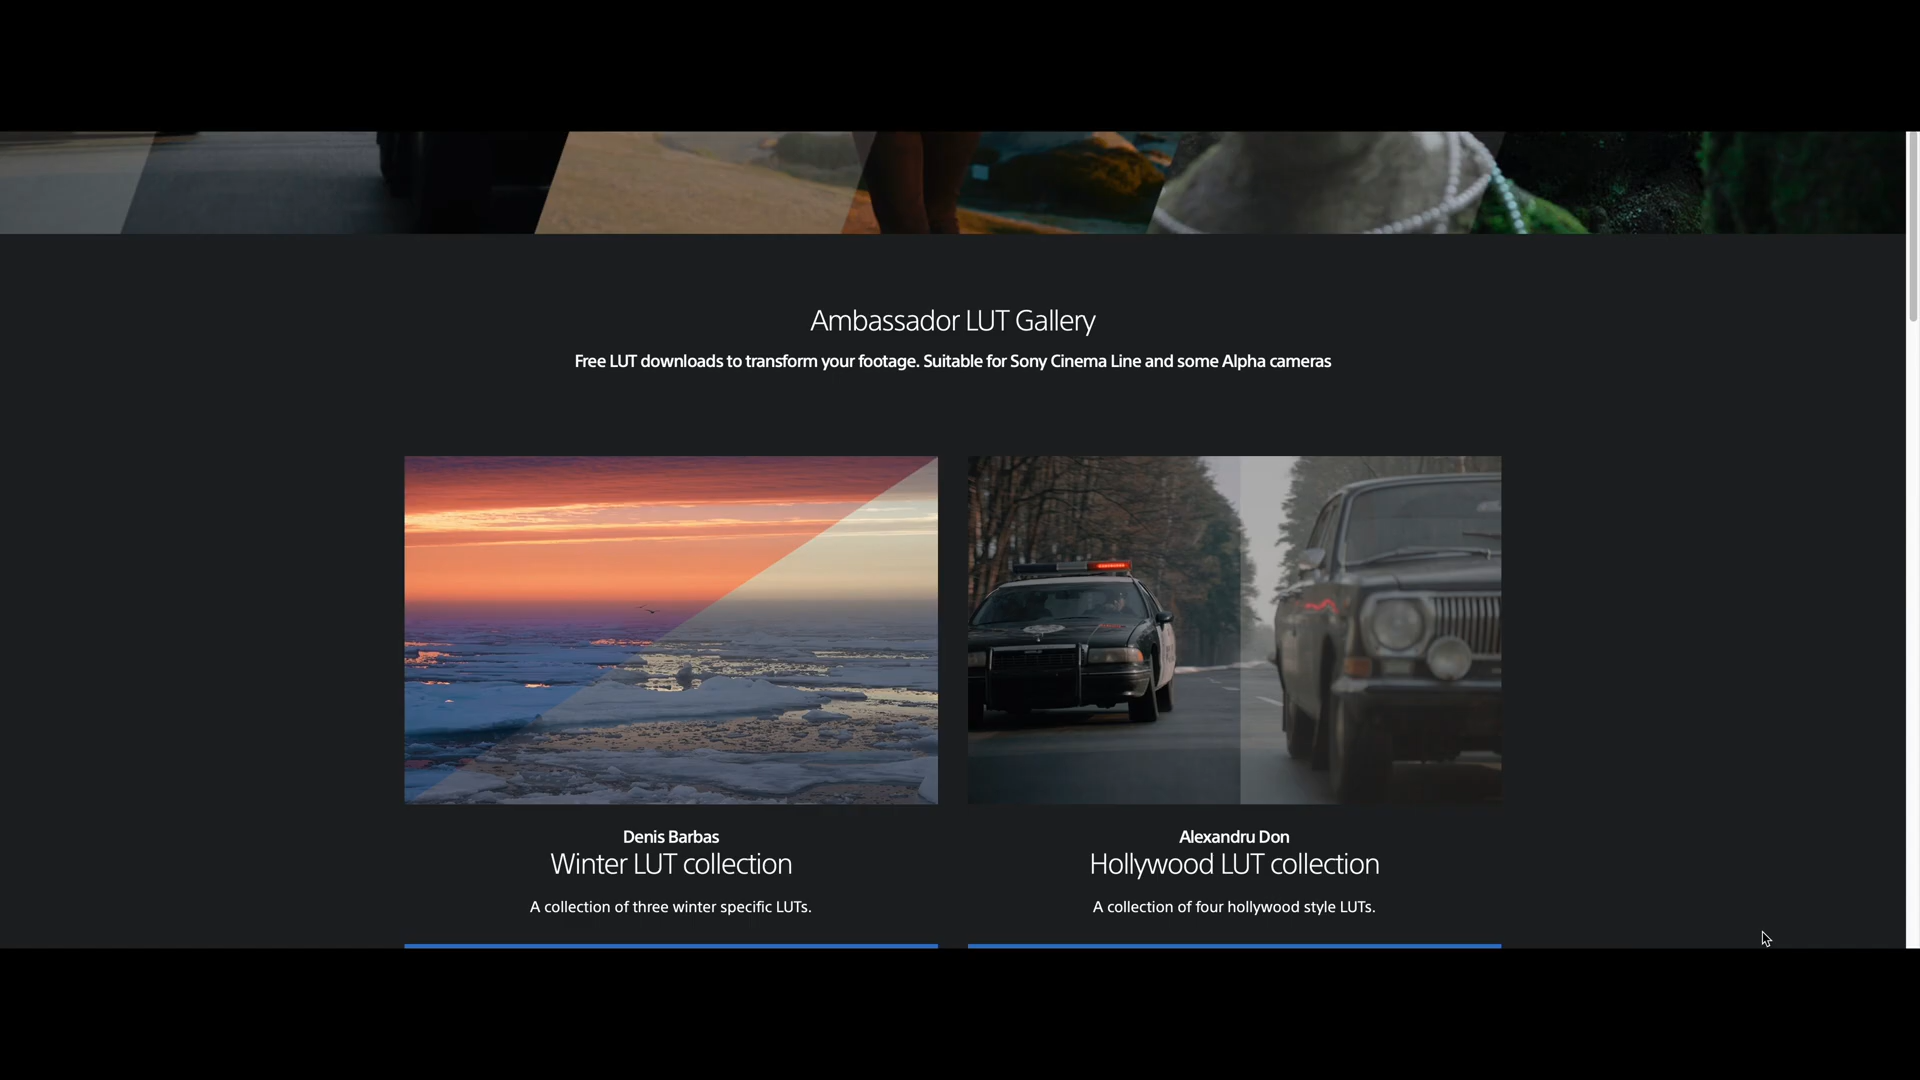 Ambassador LUT Gallery
Free LUT downloads to transform your footage. Suitable for Sony Cinema Line and some Alpha cameras
Denis Barbas
Winter LUT collection
A collection of three winter specific LUTs.
Alexandru Don
Hollywood LUT collection
A collection of four hollywood style LUTs.